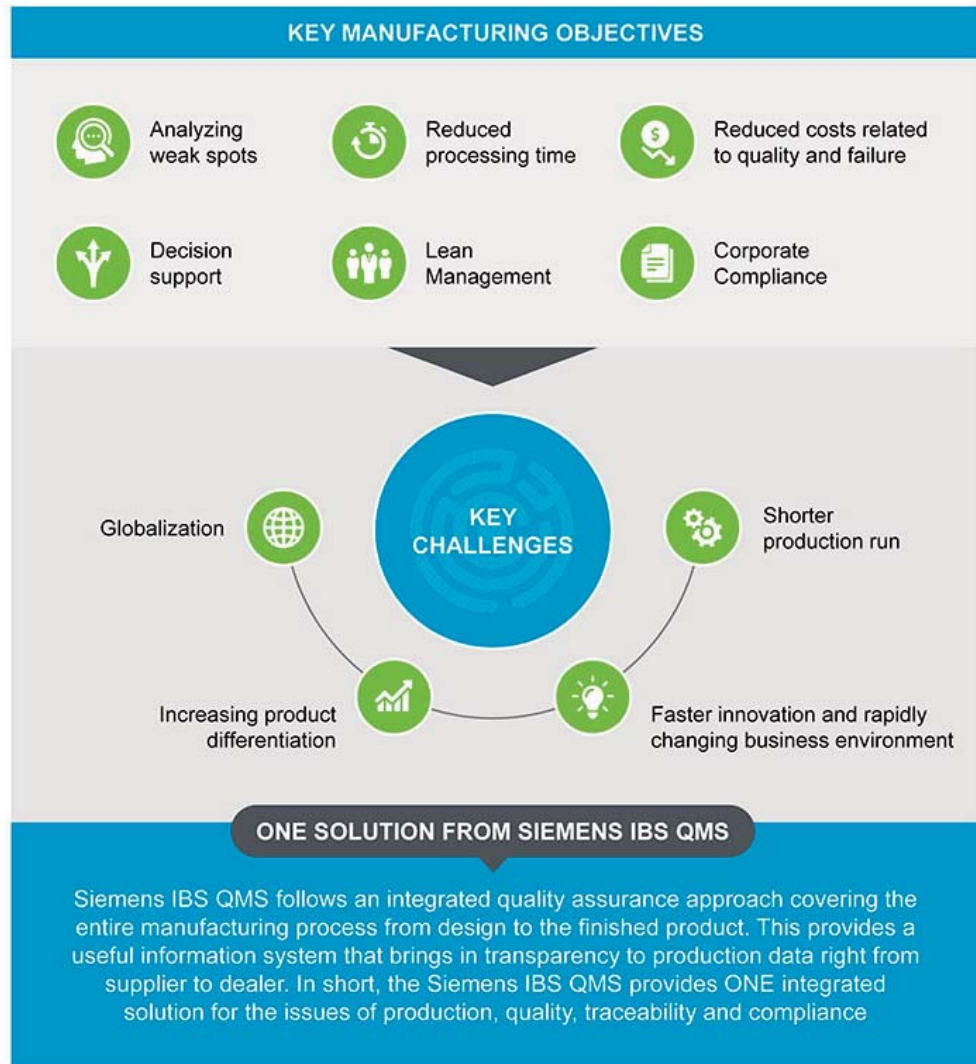 KEY MANUFACTURING OBJECTIVES
Analyzing
weak spots
Reduced
processing time
Reduced costs related
to quality and failure
Decision
support
Lean
Management
Corporate
Compliance
KEY
CHALLENGES
Globalization
Shorter
production run
Increasing product
differentiation
Faster innovation and rapidly
changing business environment
ONE SOLUTION FROM SIEMENS IBS QMS
Siemens IBS QMS follows an integrated quality assurance approach covering the
entire manufacturing process from design to the finished product. This provides a
useful information system that brings in transparency to production data right from
supplier to dealer. In short, the Siemens IBS QMS provides ONE integrated
solution for the issues of production, quality, traceability and compliance